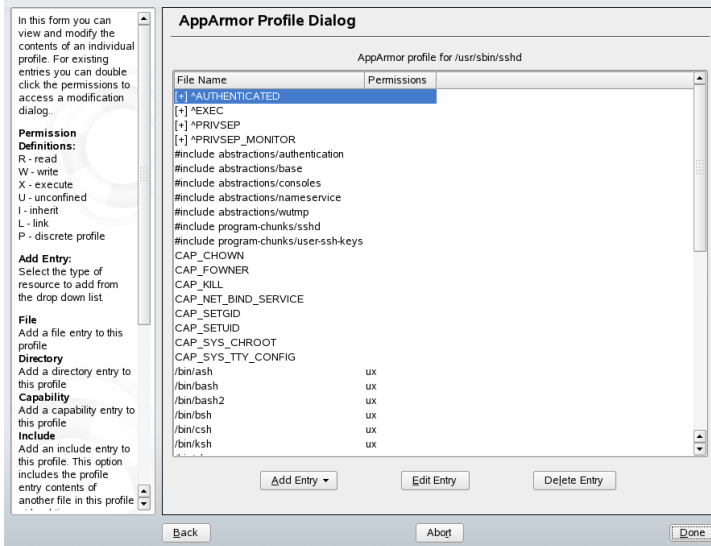 In this form you can
view and modify the
contents of an individual
profile. For existing
entries you can double
click the permissions to
access a modification
dialog..
Permission
Definitions:
R - read
W - write
X - execute
U - unconfined
I - inherit
L - link
P - discrete profile
Add Entry:
Select the type of
resource to add from
the drop down list.
File
Add a file entry to this
profile
Directory
Add a directory entry to
this profile
Capability
Add a capability entry to
this profile
Include
Add an include entry to
this profile. This option
includes the profile
entry contents of
another file in this profile
AppArmor Profile Dialog
AppArmor profile for /usr/sbin/sshd
File Name Permissions
[+] ^AUTHENTICATED
[+] ^EXEC
[+] ^PRIVSEP
[+] ^PRIVSEP_MONITOR
#include abstractions/authentication
#include abstractions/base
#include abstractions/consoles
#include abstractions/nameservice
#include abstractions/wutmp
#include program-chunks/sshd
#include program-chunks/user-ssh-keys
CAP_CHOWN
CAP_FOWNER
CAP_KILL
CAP_NET_BIND_SERVICE
CAP_SETGID
CAP_SETUID
CAP_SYS_CHROOT
CAP_SYS_TTY_CONFIG
/bin/ash ux
/bin/bash ux
/bin/bash2 ux
/bin/bsh ux
/bin/csh ux
/bin/ksh ux
Add Entry Edit Entry Delete Entry
Back Abort Done